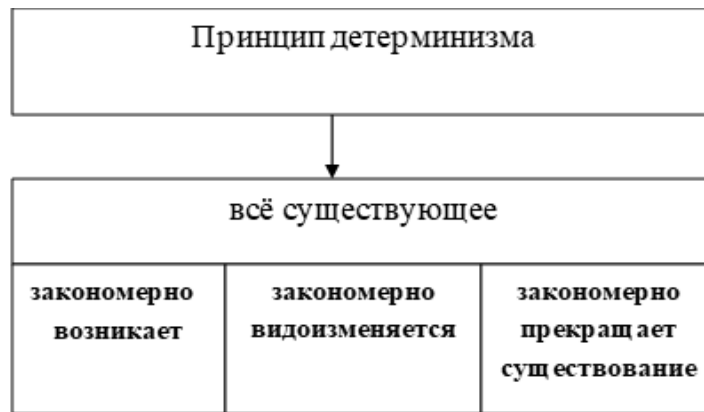 Принцип детерминизма
всё существующее
закономерно
возникает
закономерно
видоизменяется
закономерно
прекращает
существование